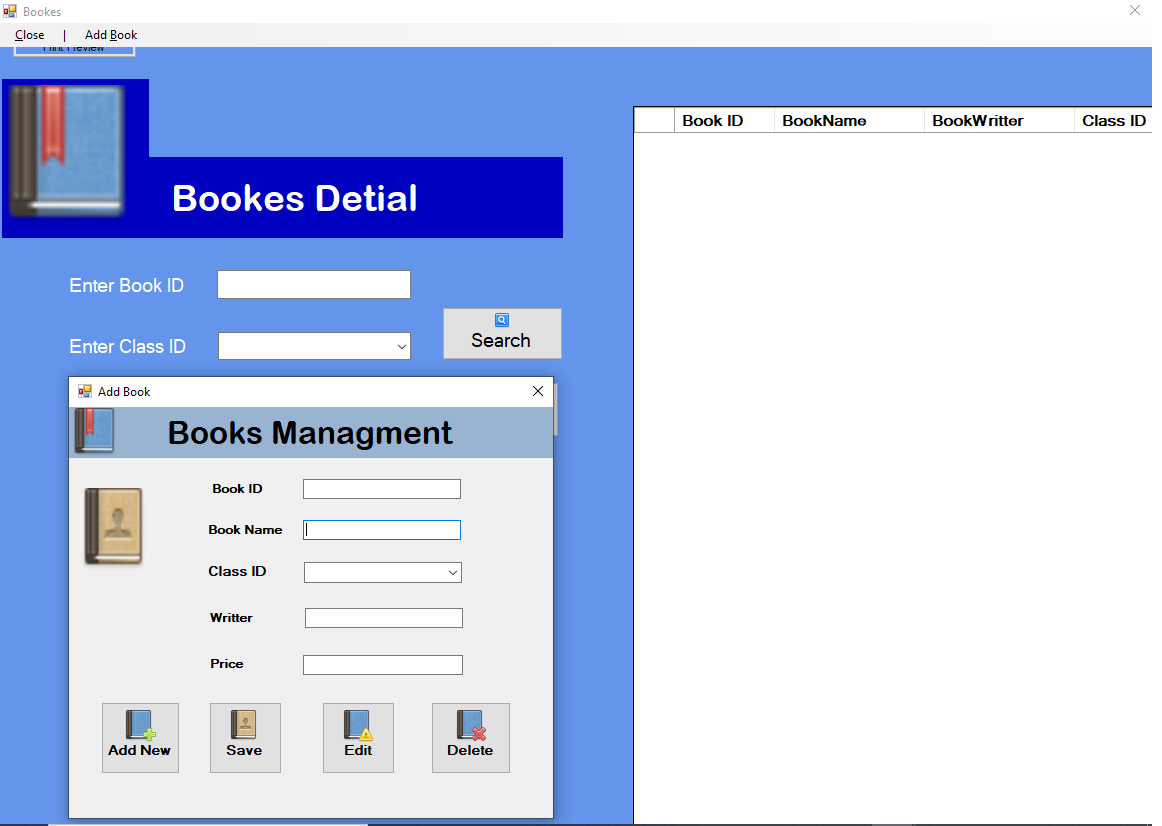 Bookes
Close | Add Book
Print Preview
Book ID BookName BookWritter Class ID
Bookes Detial
Enter Book ID
Search
Enter Class ID
Add Book
Books Managment
Book ID
Book Name
Class ID
Writter
Price
Add New Save Edit Delete